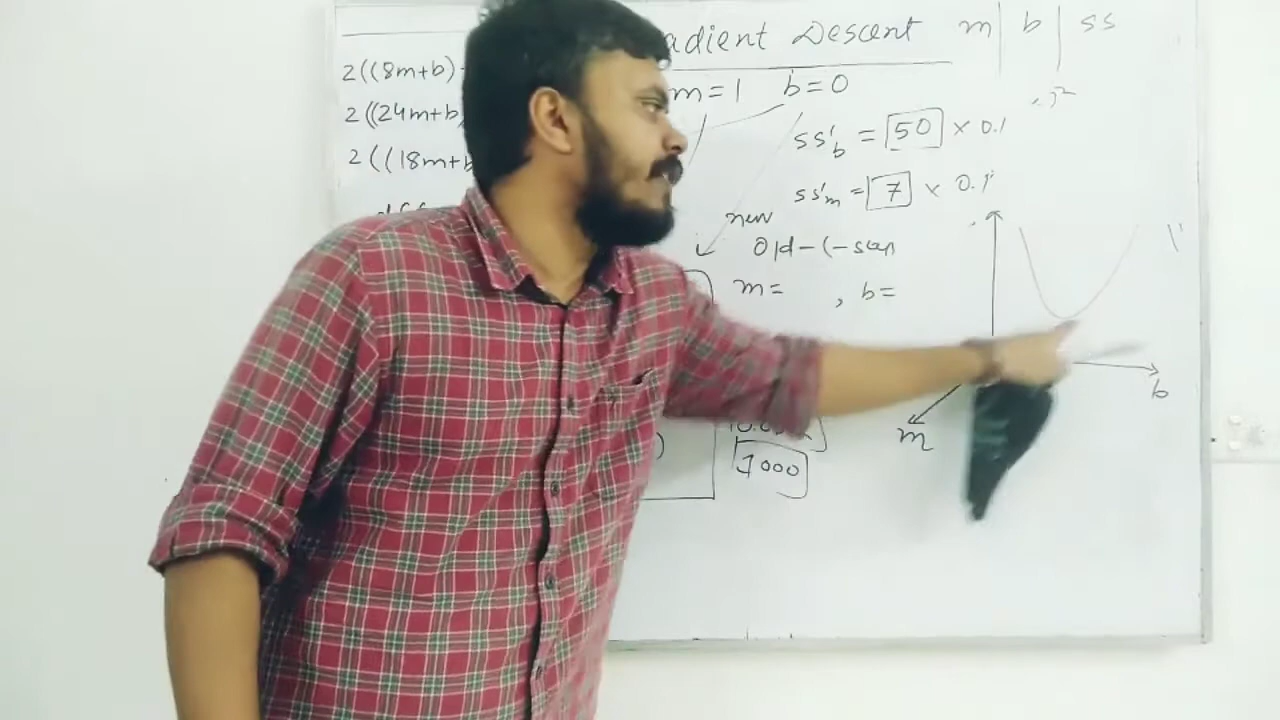 adient Descent m | b | ss
2((8m+b)
2((24m+b)
2((18m+b
m=1 b=0
ss'b = 50 × 0.1
ss'm = 7 × 0.1
new
old - (-
m= , b=
1000
m
b